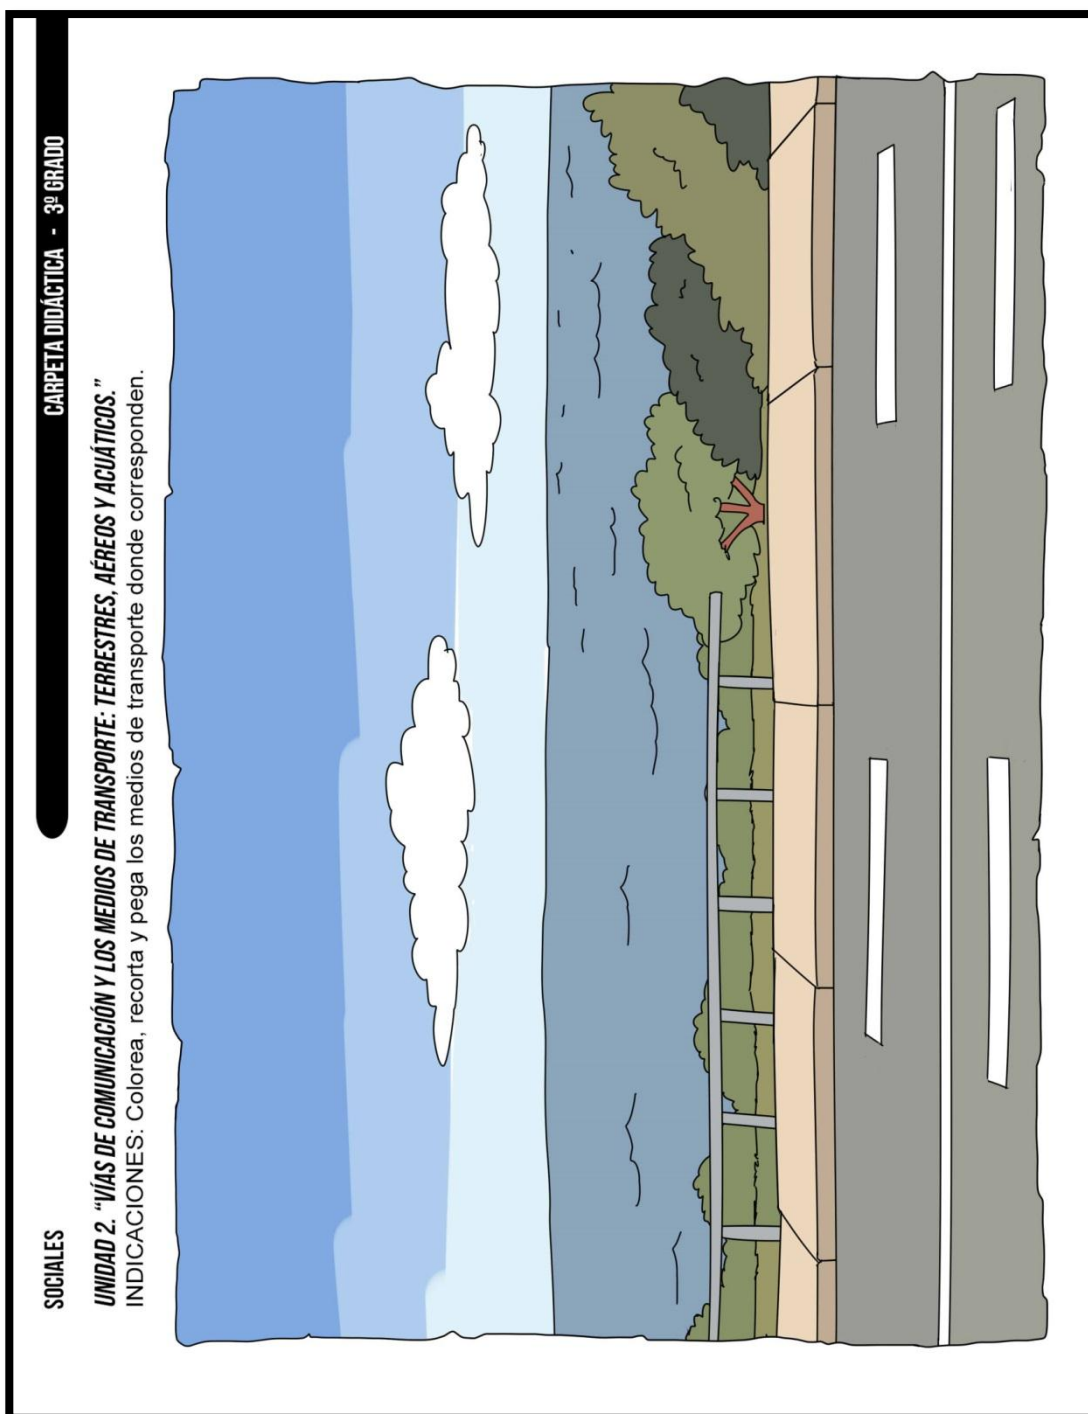 SOCIALES
CARPETA DIDÁCTICA - 3º GRADO
UNIDAD 2. “VÍAS DE COMUNICACIÓN Y LOS MEDIOS DE TRANSPORTE: TERRESTRES, AÉREOS Y ACUÁTICOS.”
INDICACIONES: Colorea, recorta y pega los medios de transporte donde corresponden.